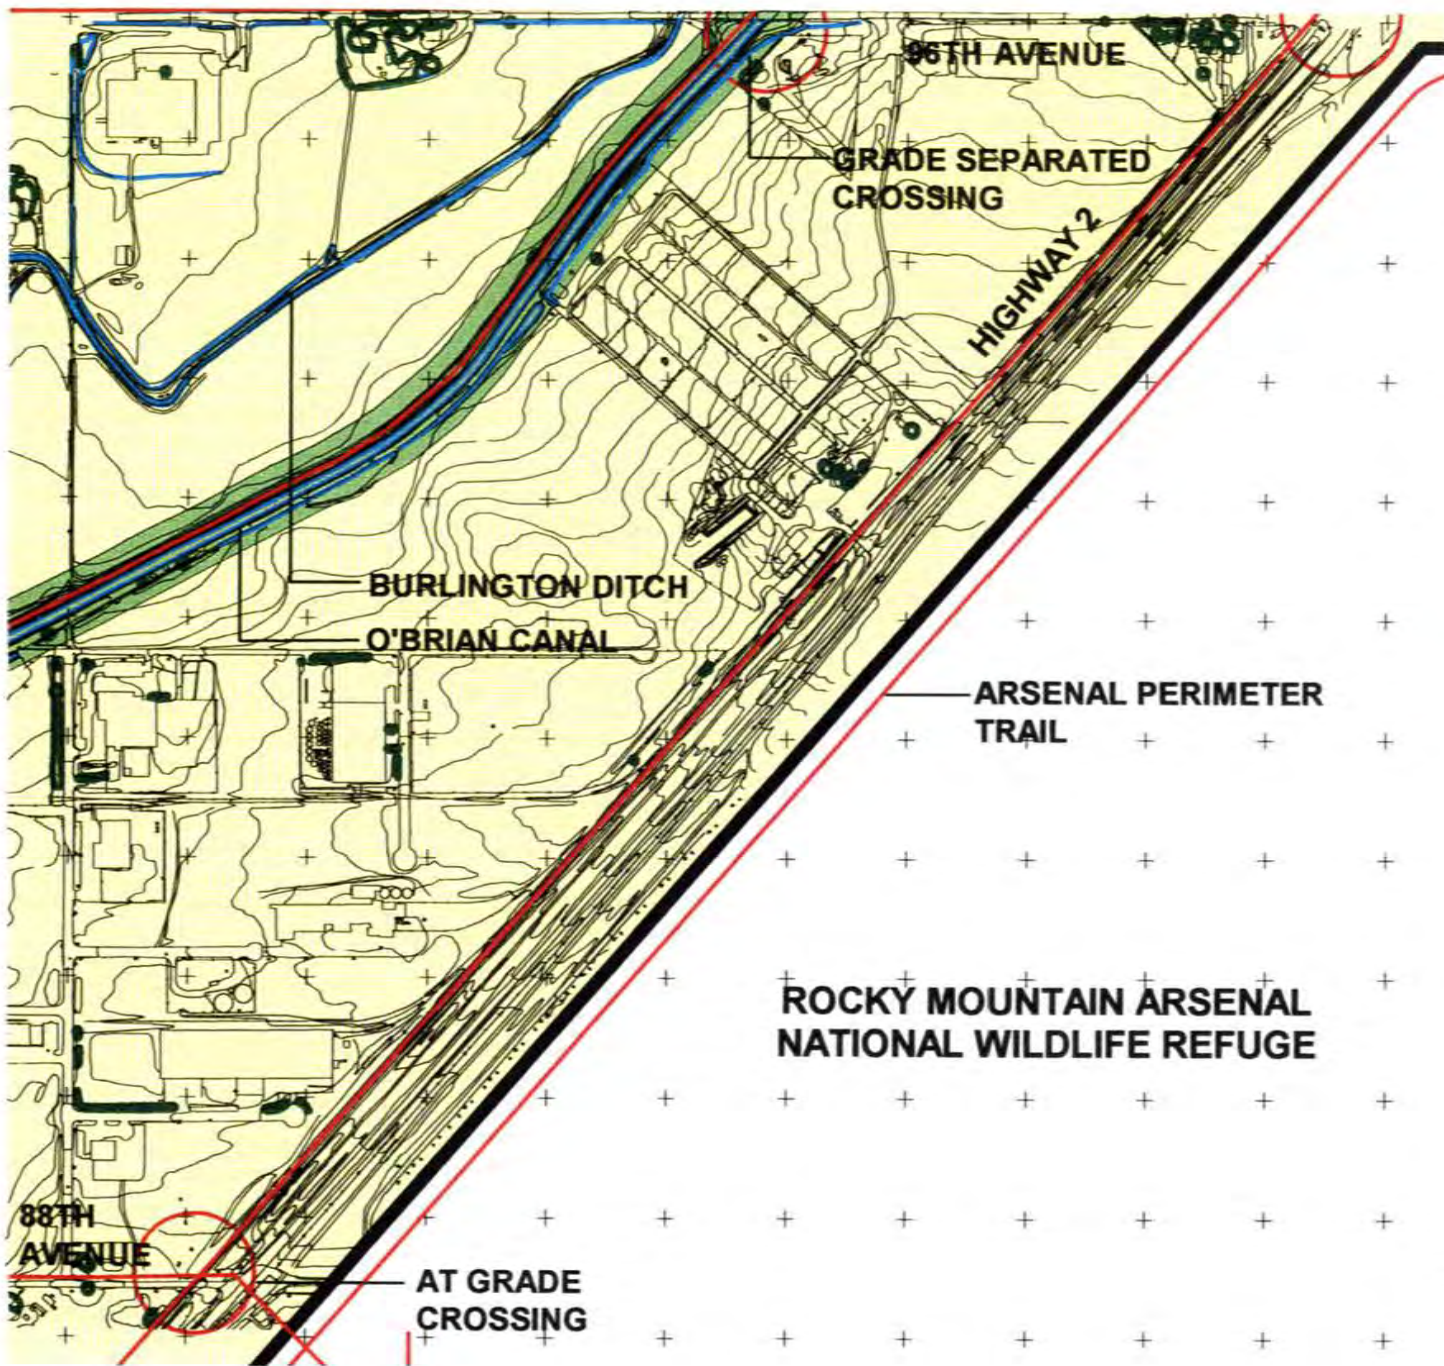 96TH AVENUE
GRADE SEPARATED
CROSSING
HIGHWAY 2
BURLINGTON DITCH
O'BRIAN CANAL
ARSENAL PERIMETER
TRAIL
ROCKY MOUNTAIN ARSENAL
NATIONAL WILDLIFE REFUGE
88TH
AVENUE
AT GRADE
CROSSING